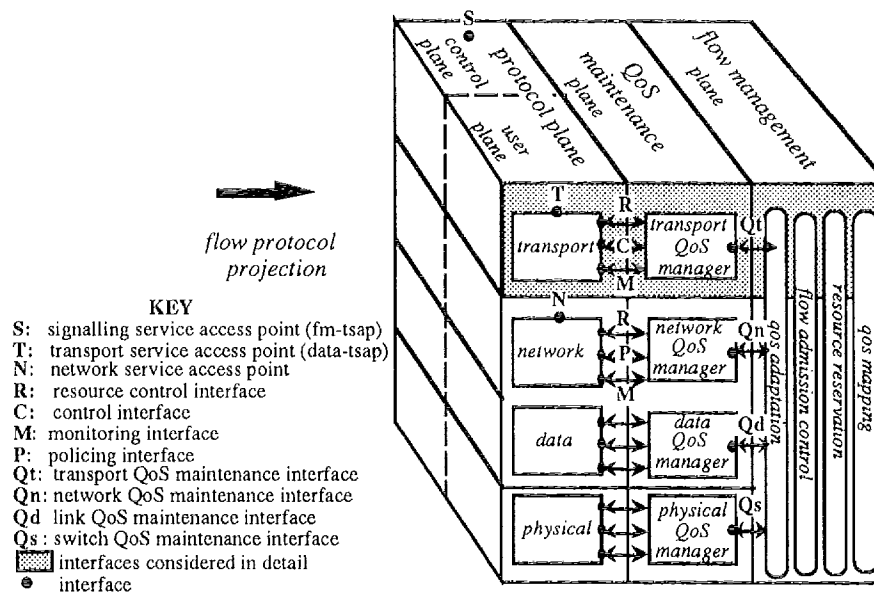 S
control
plane
protocol plane
user
plane
QoS
maintenance
plane
flow management
plane
flow protocol
projection
T
R
C
M
transport
transport
QoS
manager
Qt
N
R
P
M
network
network
QoS
manager
Qn
data
data
QoS
manager
Qd
physical
physical
QoS
manager
Qs
qos adaptation
flow admission control
resource reservation
qos mapping
KEY
S: signalling service access point (fm-tsap)
T: transport service access point (data-tsap)
N: network service access point
R: resource control interface
C: control interface
M: monitoring interface
P: policing interface
Qt: transport QoS maintenance interface
Qn: network QoS maintenance interface
Qd link QoS maintenance interface
Qs : switch QoS maintenance interface
interfaces considered in detail
interface